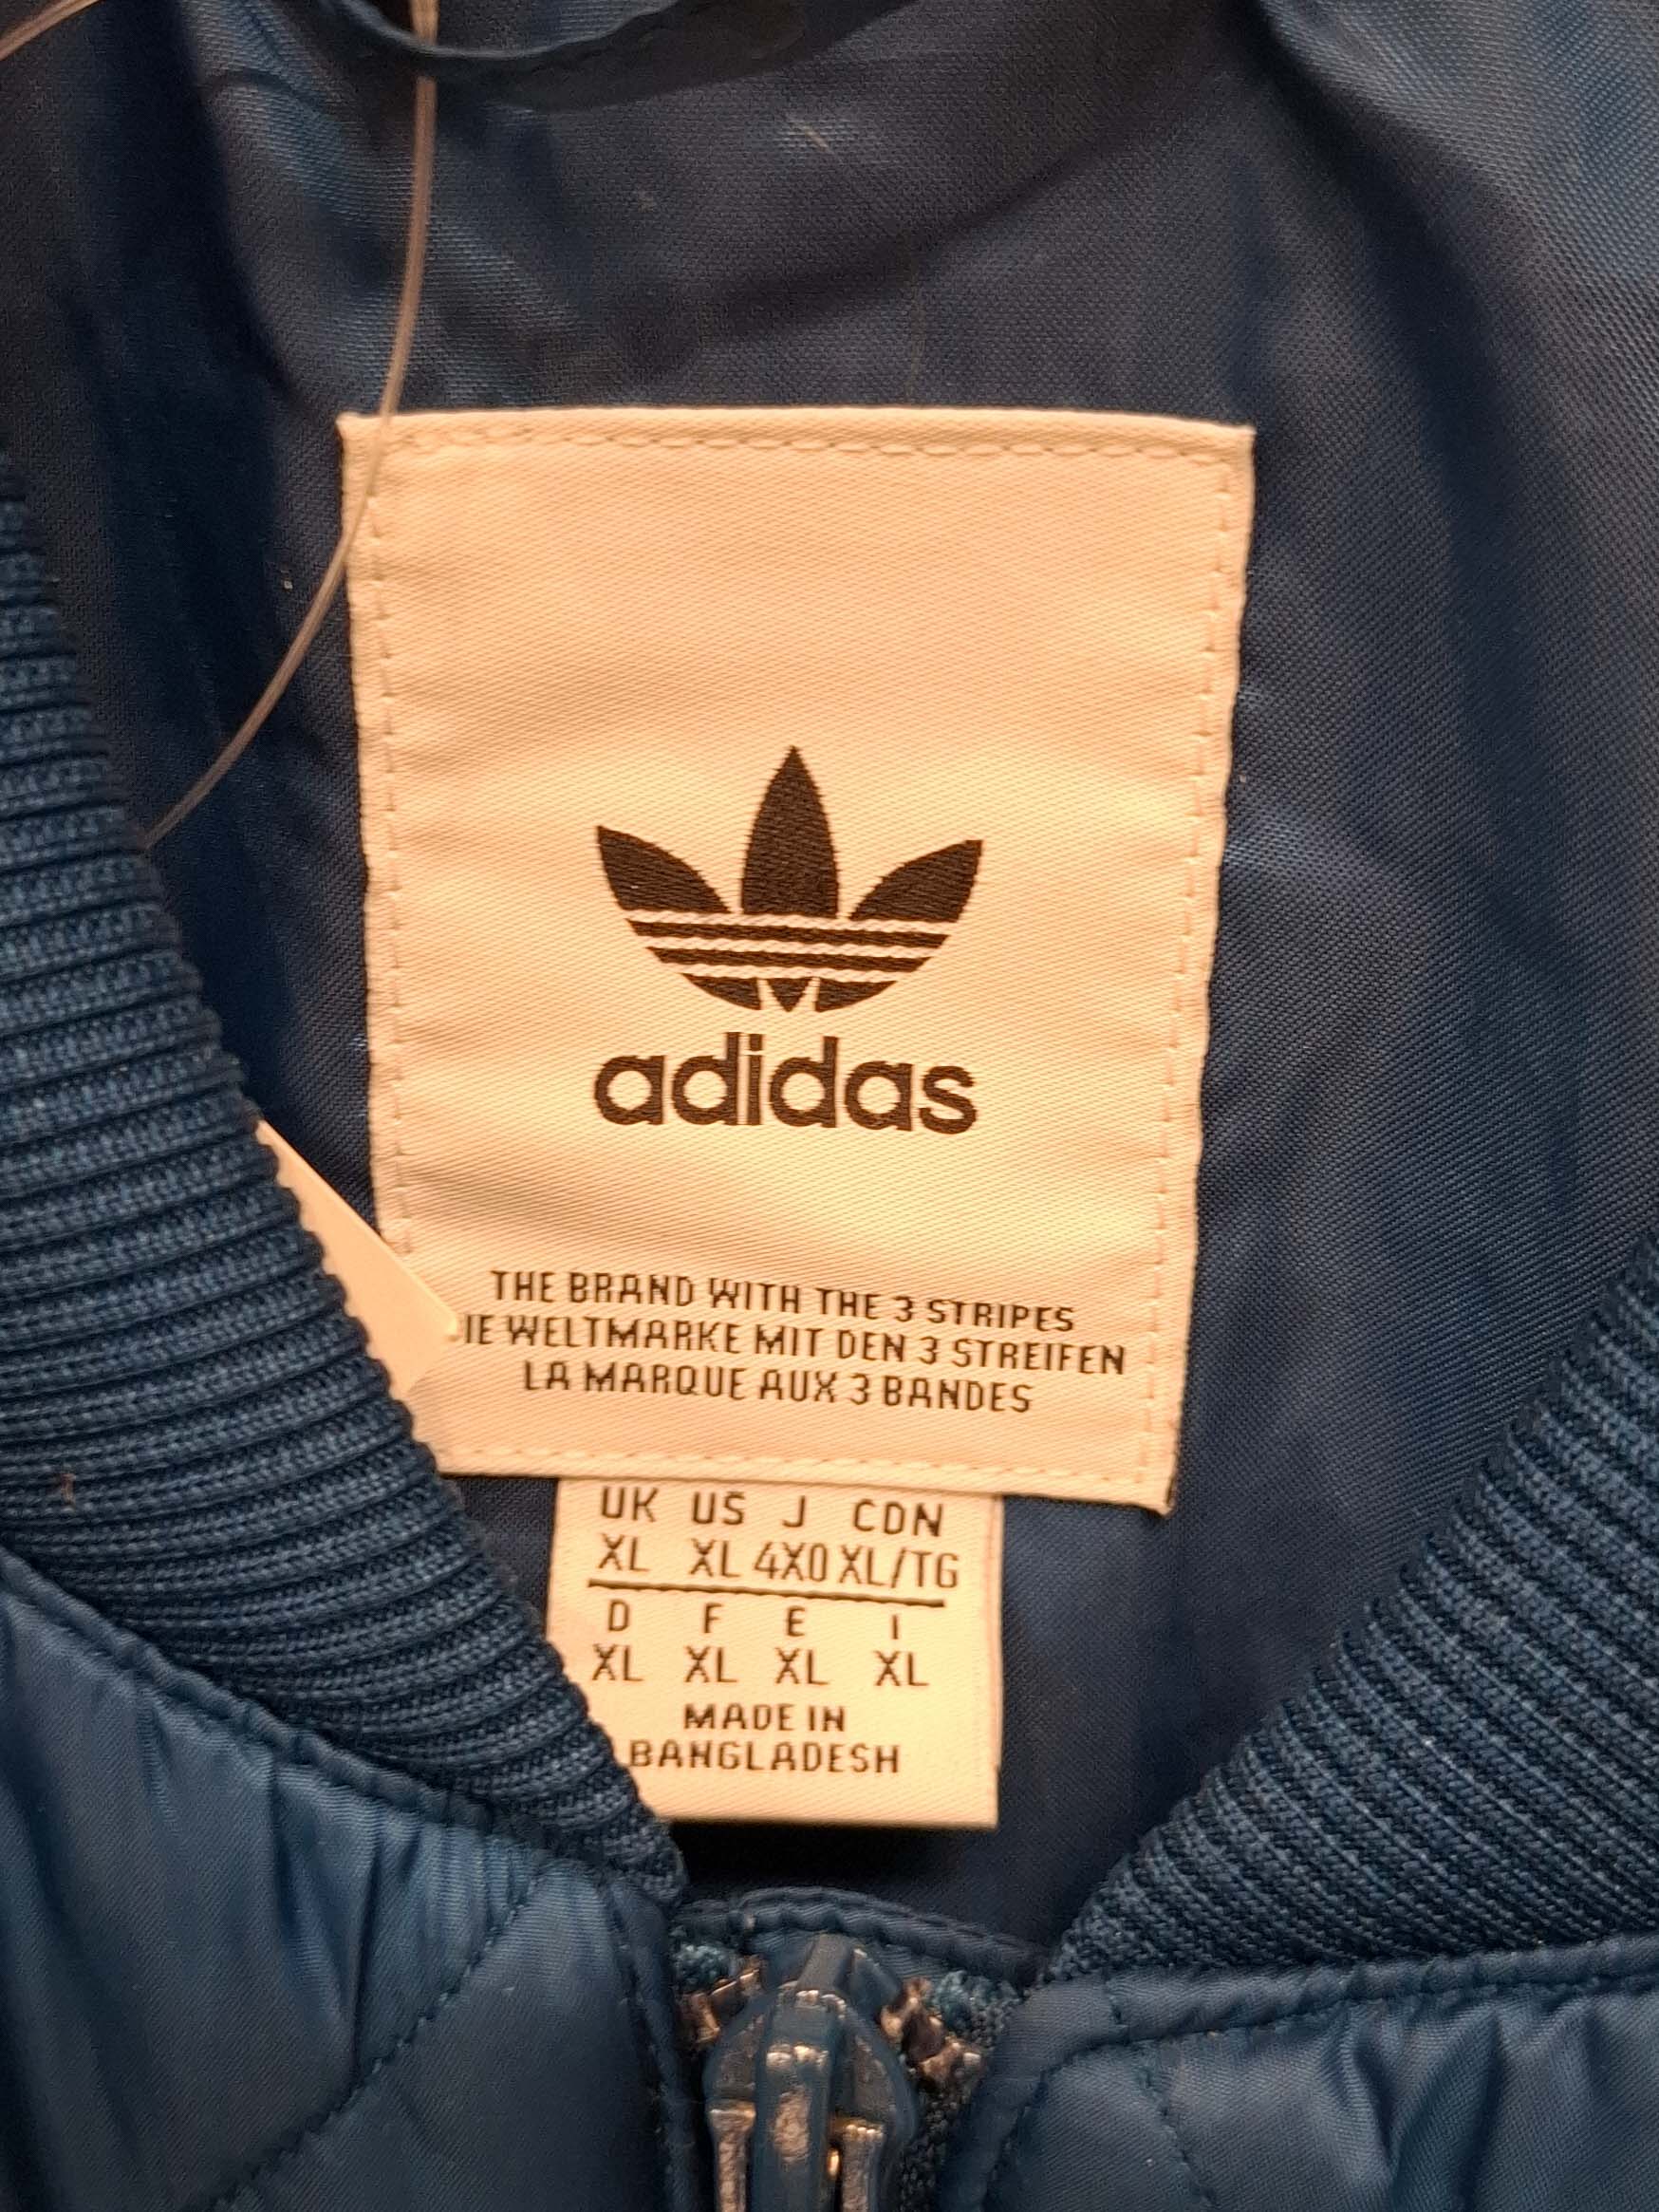 adidas
THE BRAND WITH THE 3 STRIPES
IE WELTMARKE MIT DEN 3 STREIFEN
LA MARQUE AUX 3 BANDES
UK US J CDN
XL XL 4XO XL/TG
D F E I
XL XL XL XL
MADE IN
BANGLADESH